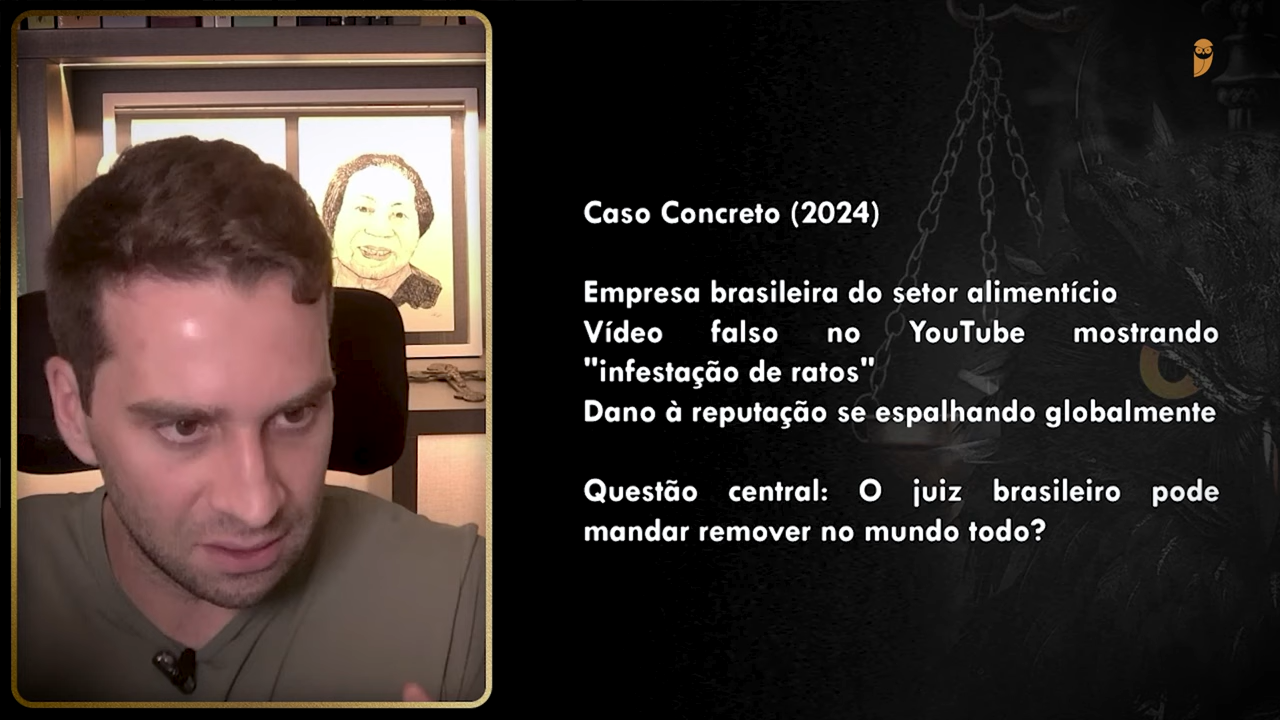 Caso Concreto (2024)
Empresa brasileira do setor alimentício
Vídeo falso no YouTube mostrando
"infestação de ratos"
Dano à reputação se espalhando globalmente
Questão central: O juiz brasileiro pode
mandar remover no mundo todo?